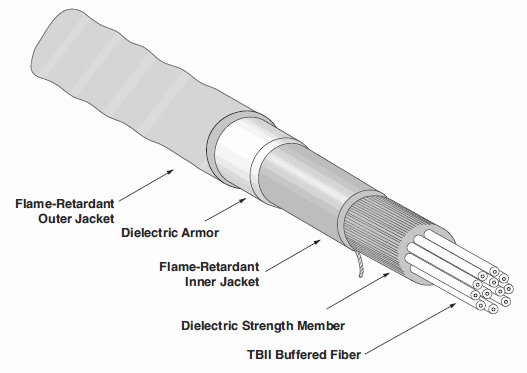 Flame-Retardant
Outer Jacket
Dielectric Armor
Flame-Retardant
Inner Jacket
Dielectric Strength Member
TBII Buffered Fiber